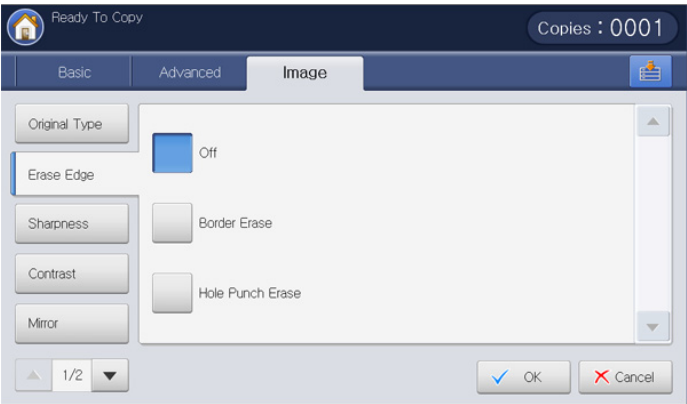 Ready To Copy
Copies : 0001
Basic
Advanced
Image
Original Type
Erase Edge
Sharpness
Contrast
Mirror
1/2
Off
Border Erase
Hole Punch Erase
OK
Cancel